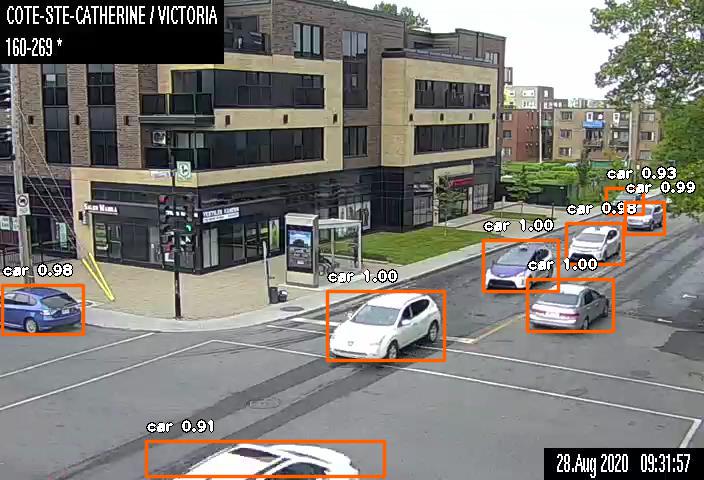 COTE-STE-CATHERINE / VICTORIA
160-269 *
car 0.93
car 0.99
car 0.98
car 1.00
car 1.00
car 0.98
car 1.00
car 0.91
28.Aug 2020 09:31:57